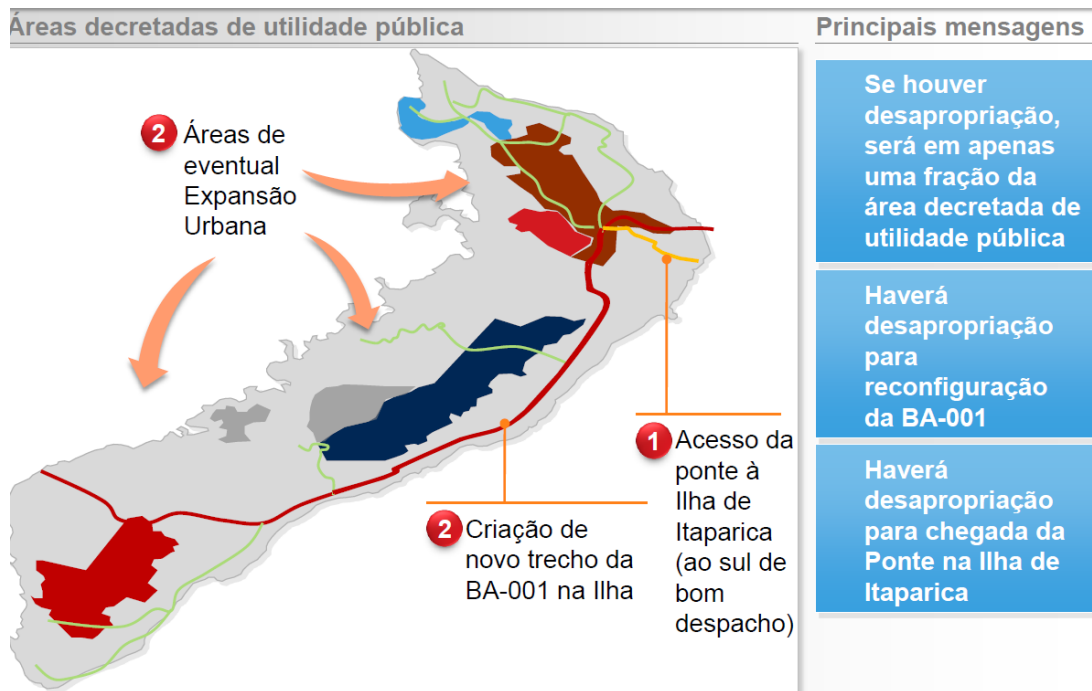 Áreas decretadas de utilidade pública
2 Áreas de
eventual
Expansão
Urbana
1 Acesso da
ponte à
Ilha de
Itaparica
(ao sul de
bom
despacho)
2 Criação de
novo trecho da
BA-001 na Ilha
Principais mensagens
Se houver
desapropriação,
será em apenas
uma fração da
área decretada de
utilidade pública
Haverá
desapropriação
para
reconfiguração
da BA-001
Haverá
desapropriação
para chegada da
Ponte na Ilha de
Itaparica